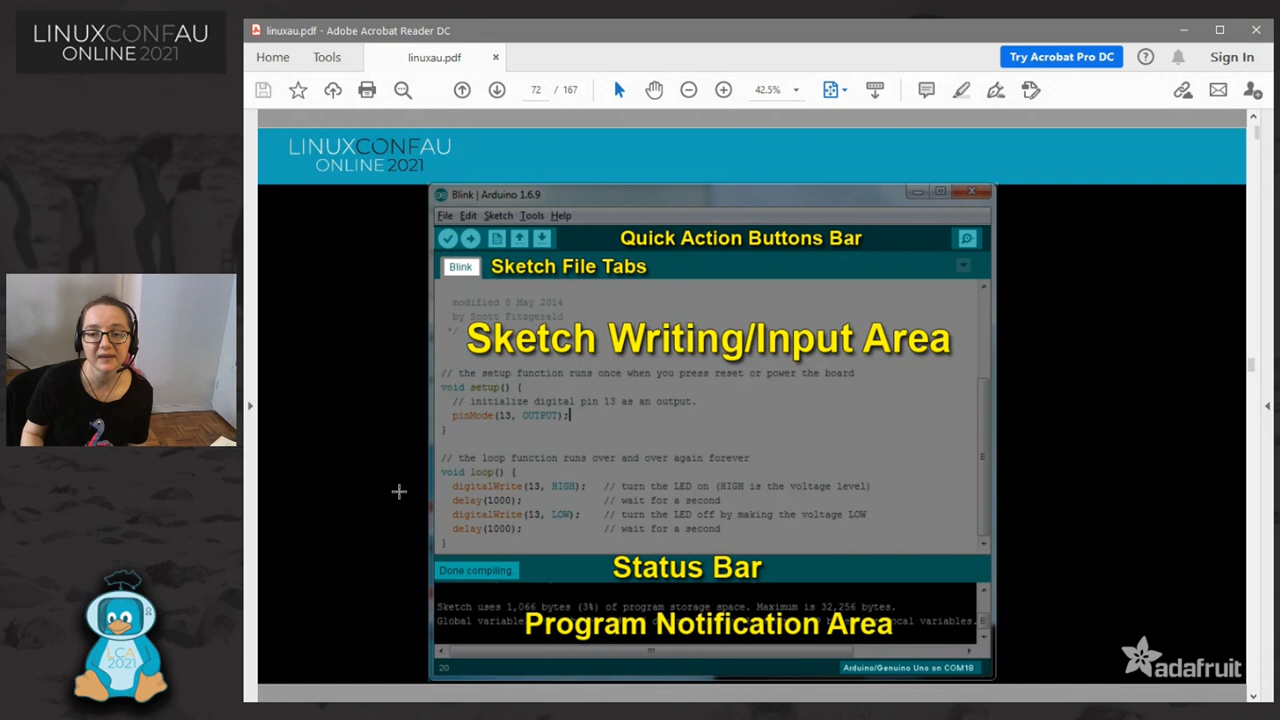 LINUXCONFAU
ONLINE 2021
linuxau.pdf - Adobe Acrobat Reader DC
Home Tools linuxau.pdf × Try Acrobat Pro DC Sign In
72 / 167 42.5%
LINUXCONFAU
ONLINE 2021
Blink | Arduino 1.6.9
File Edit Sketch Tools Help
Quick Action Buttons Bar
Blink Sketch File Tabs
modified 8 May 2014
by Scott Fitzgerald
*/
Sketch Writing/Input Area
// the setup function runs once when you press reset or power the board
void setup() {
// initialize digital pin 13 as an output.
pinMode(13, OUTPUT);
}
// the loop function runs over and over again forever
void loop() {
digitalWrite(13, HIGH); // turn the LED on (HIGH is the voltage level)
delay(1000); // wait for a second
digitalWrite(13, LOW); // turn the LED off by making the voltage LOW
delay(1000); // wait for a second
}
Done compiling. Status Bar
Sketch uses 1,066 bytes (3%) of program storage space. Maximum is 32,256 bytes.
Global variables.
Program Notification Area
20 Arduino/Genuino Uno on COM18
adafruit
LCA
2021